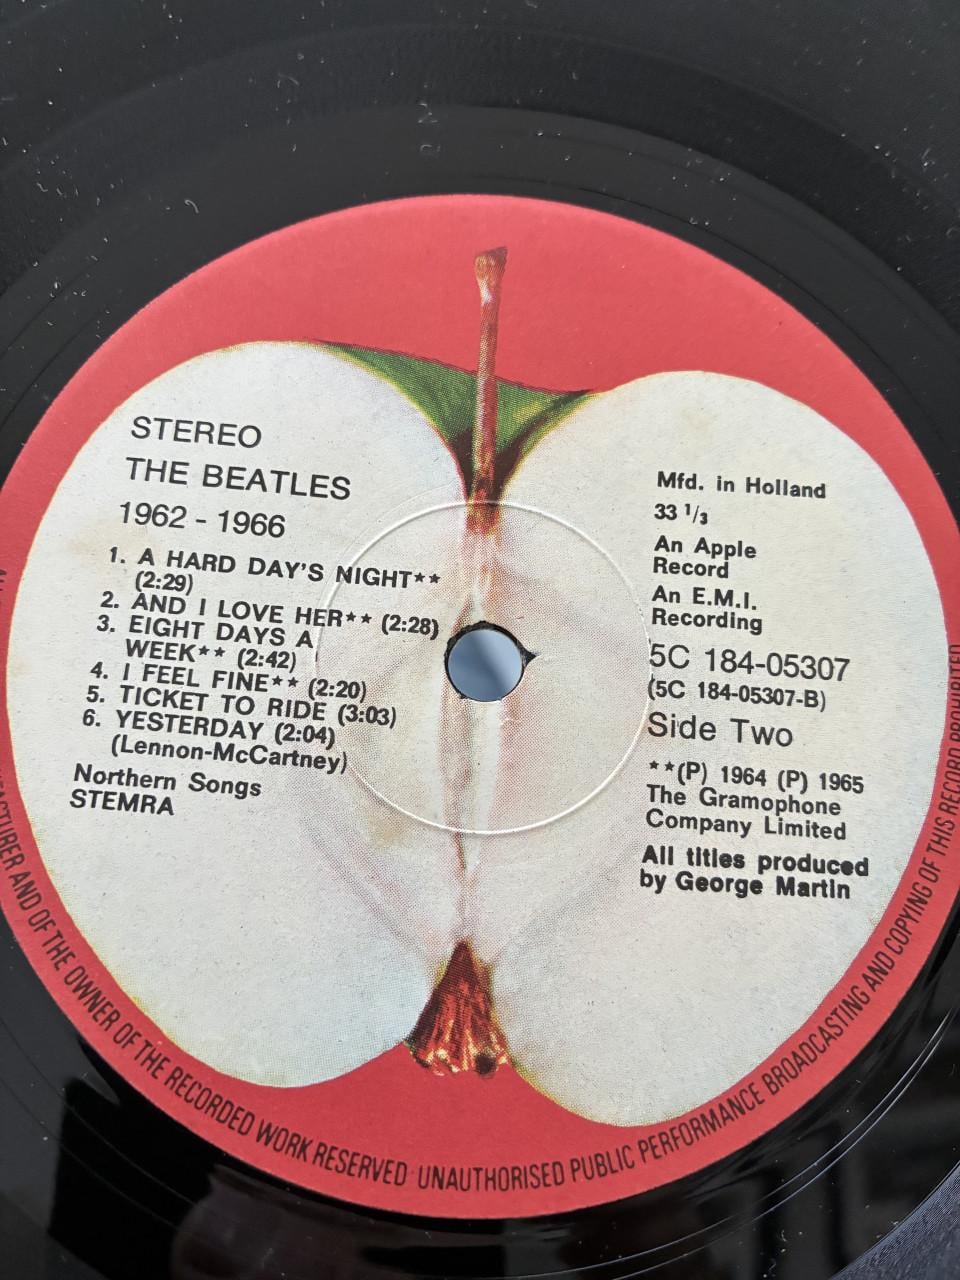 STEREO
THE BEATLES
1962 - 1966
1. A HARD DAY'S NIGHT**
(2:29)
2. AND I LOVE HER** (2:28)
3. EIGHT DAYS A
WEEK** (2:42)
4. I FEEL FINE** (2:20)
5. TICKET TO RIDE (3:03)
6. YESTERDAY (2:04)
(Lennon-McCartney)
Northern Songs
STEMRA
Mfd. in Holland
33 1/3
An Apple
Record
An E.M.I.
Recording
5C 184-05307
(5C 184-05307-B)
Side Two
**(P) 1964 (P) 1965
The Gramophone
Company Limited
All titles produced
by George Martin
AND OF THE OWNER OF THE RECORDED WORK RESERVED UNAUTHORISED PUBLIC PERFORMANCE BROADCASTING AND COPYING OF THIS RECORD PROHIBITED